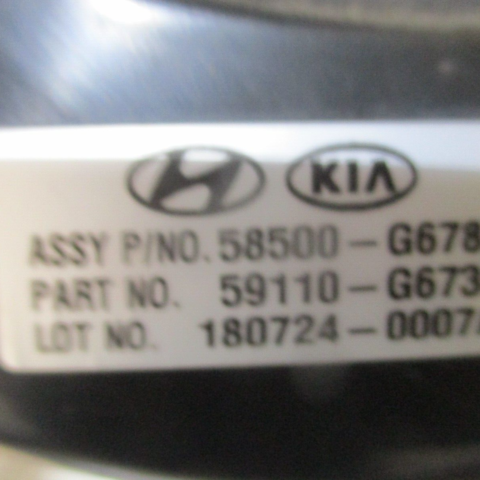 KIA
ASSY P/NO. 58500-G678
PART NO. 59110-G673
LOT NO. 180724-0007